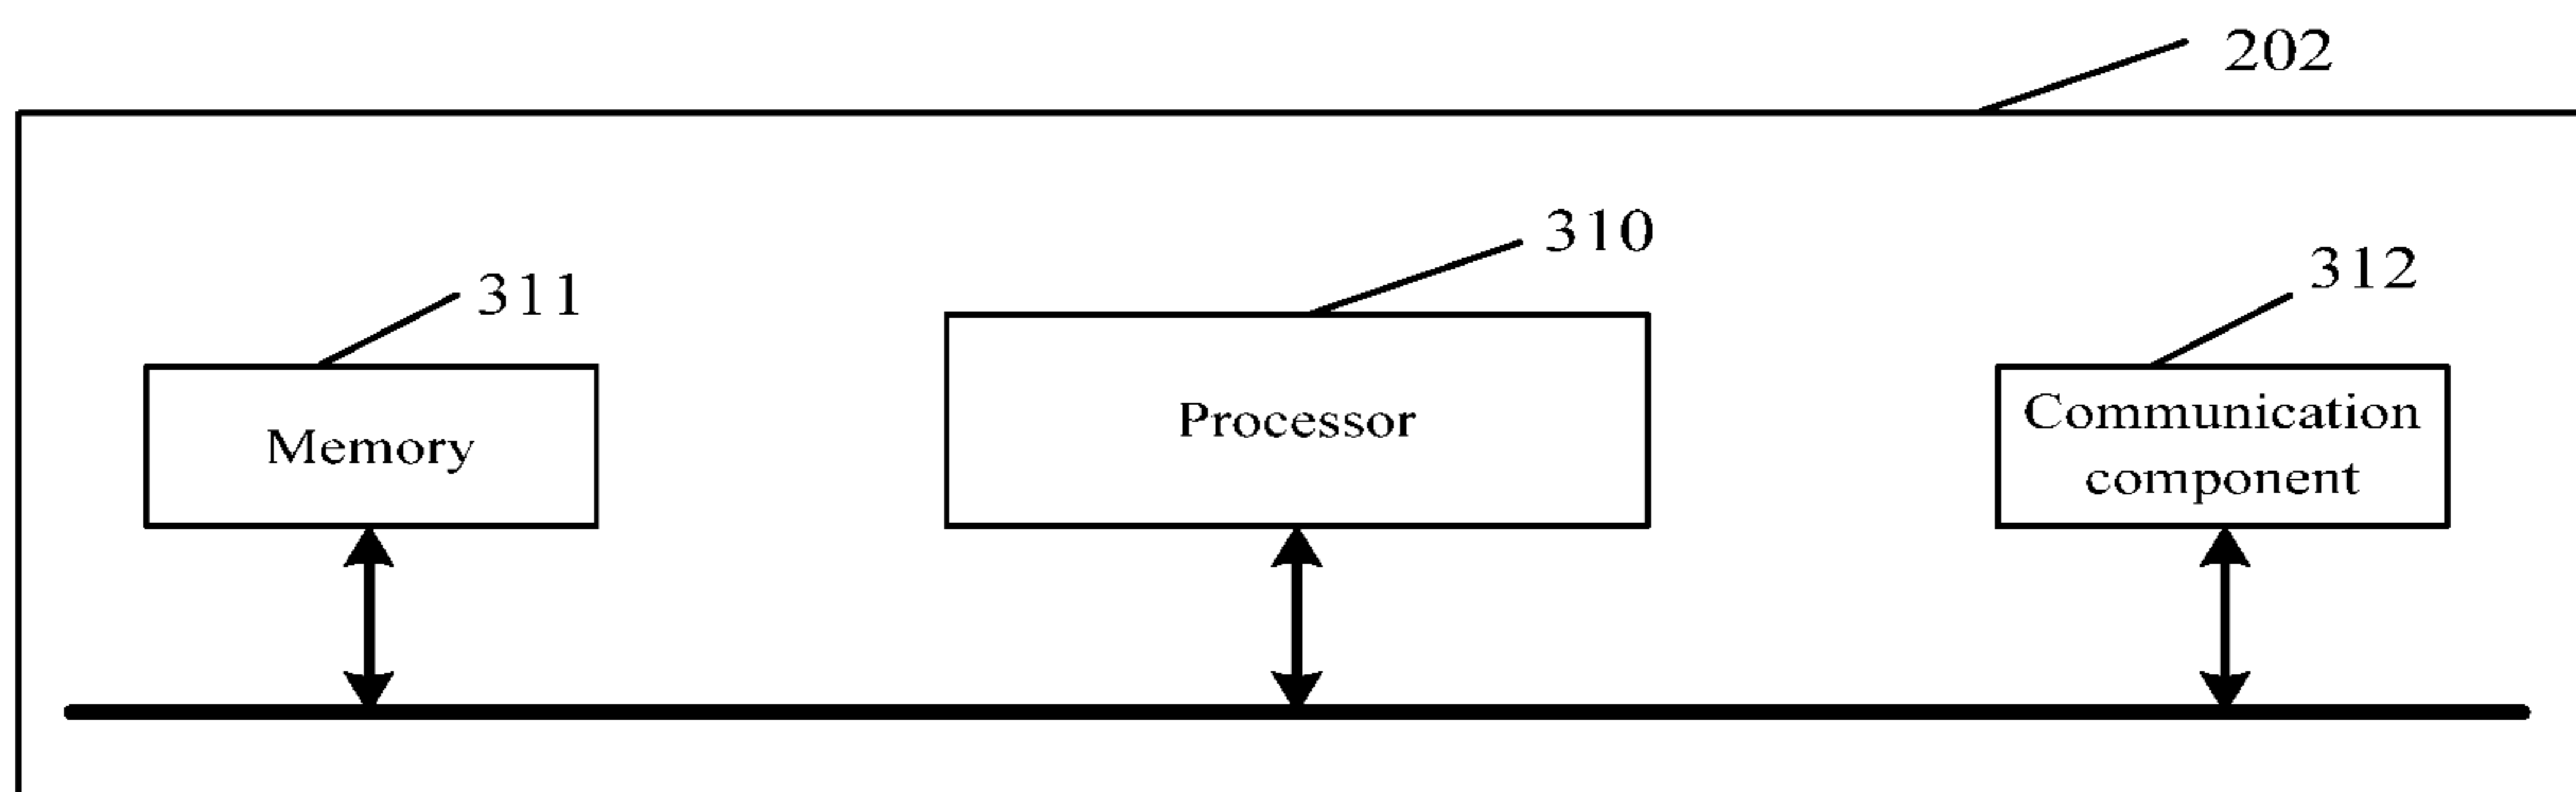 202
310
312
311
Processor
Communication
component
Memory